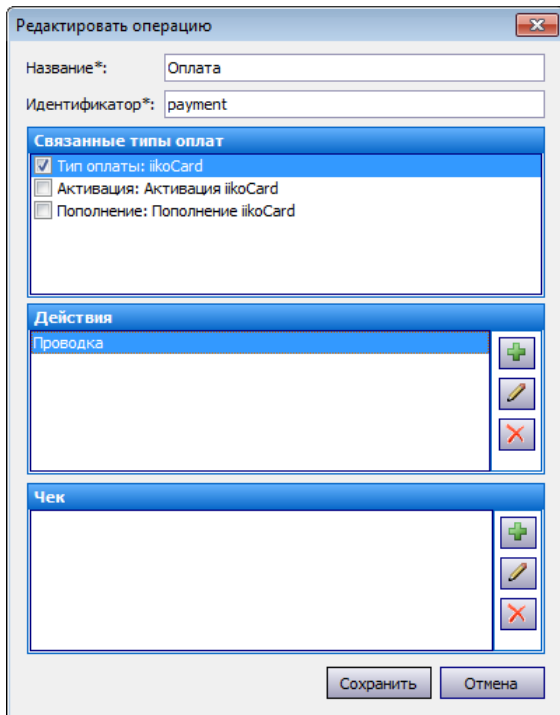 Редактировать операцию
Название*: Оплата
Идентификатор*: payment
Связанные типы оплат
Тип оплаты: iikoCard
Активация: Активация iikoCard
Пополнение: Пополнение iikoCard
Действия
Проводка
Чек
Сохранить Отмена